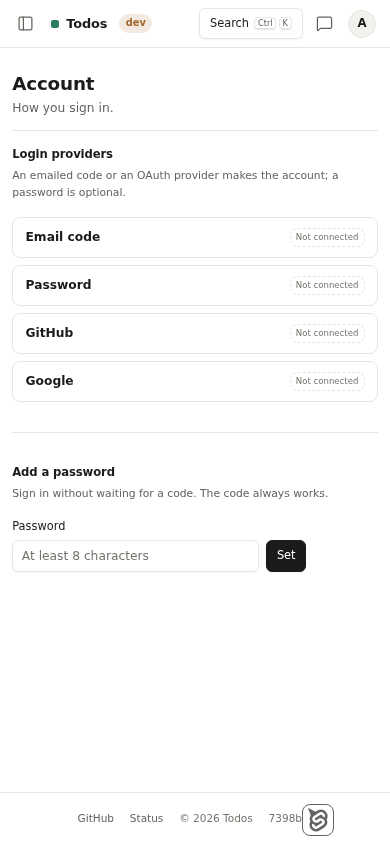 Todos dev Search Ctrl K A
Account
How you sign in.
Login providers
An emailed code or an OAuth provider makes the account; a
password is optional.
Email code Not connected
Password Not connected
GitHub Not connected
Google Not connected
Add a password
Sign in without waiting for a code. The code always works.
Password
At least 8 characters Set
GitHub Status © 2026 Todos 7398b